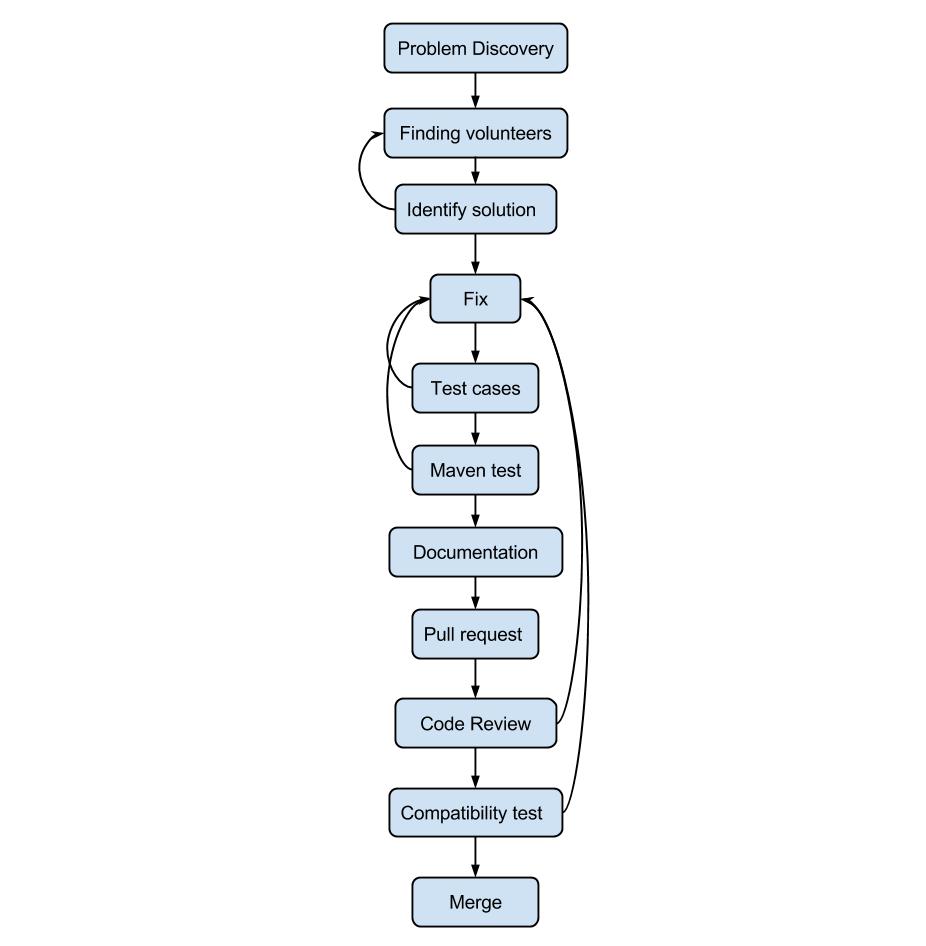 Problem Discovery
Finding volunteers
Identify solution
Fix
Test cases
Maven test
Documentation
Pull request
Code Review
Compatibility test
Merge